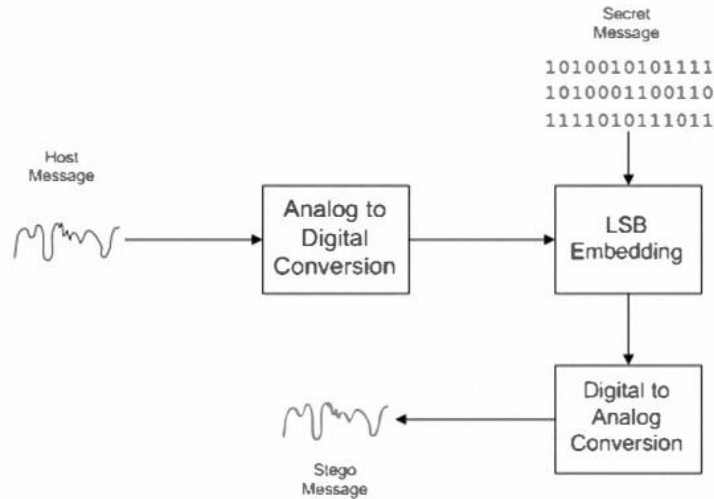 Secret
Message
1010010101111
1010001100110
1111010111011
Host
Message
Analog to
Digital
Conversion
LSB
Embedding
Digital to
Analog
Conversion
Stego
Message